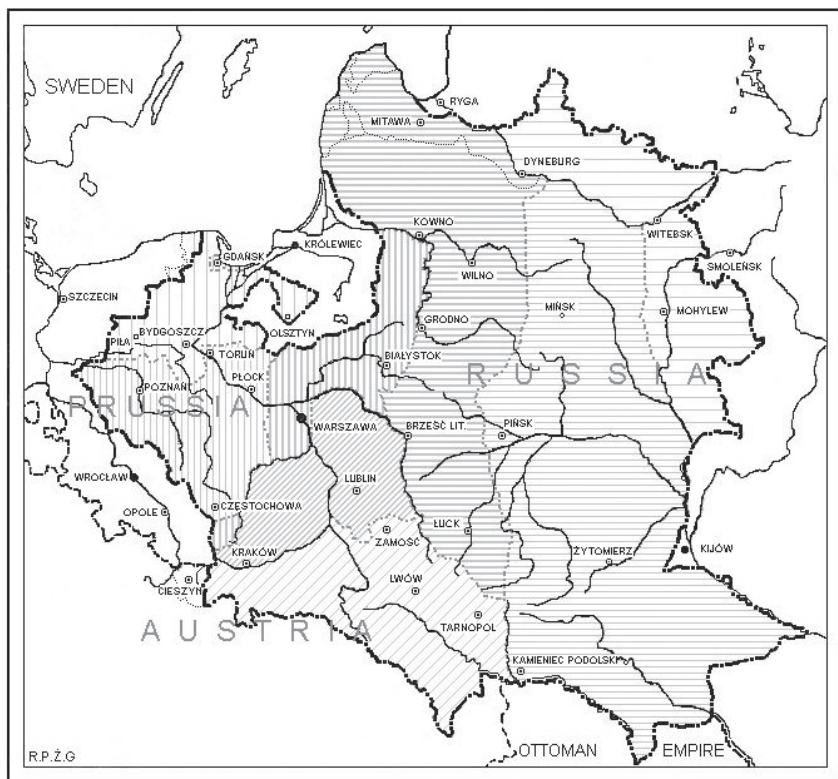 SWEDEN
RYGA
MITAWA
DYNEBURG
KOWNO
WITEBSK
GDAŃSK
KRÓLEWIEC
WILNO
SMOLEŃSK
SZCZECIN
MIŃSK
MOHYLEW
OLSZTYN
GRODNO
PIŁA
BYDGOSZCZ
TORUŃ
BIAŁYSTOK
RUSSIA
POZNAŃ
PŁOCK
PRUSSIA
WARSZAWA
BRZEŚĆ LIT.
PIŃSK
WROCŁAW
LUBLIN
OPOLE
CZĘSTOCHOWA
ZAMOŚĆ
ŁUCK
KIJÓW
KRAKÓW
ŻYTOMIERZ
CIESZYN
LWÓW
TARNOPOL
AUSTRIA
KAMIENIEC PODOLSKI
R.P.Ż.G
OTTOMAN EMPIRE